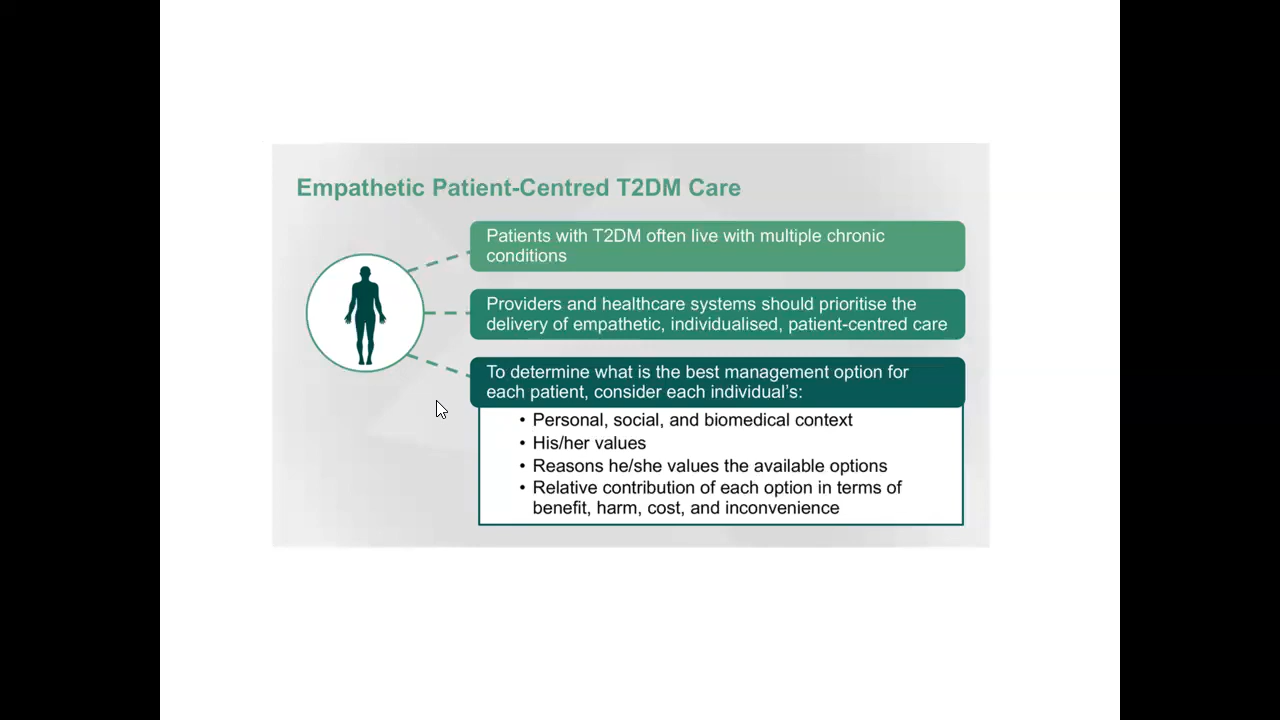 Empathetic Patient-Centred T2DM Care
Patients with T2DM often live with multiple chronic
conditions
Providers and healthcare systems should prioritise the
delivery of empathetic, individualised, patient-centred care
To determine what is the best management option for
each patient, consider each individual's:
• Personal, social, and biomedical context
• His/her values
• Reasons he/she values the available options
• Relative contribution of each option in terms of
benefit, harm, cost, and inconvenience